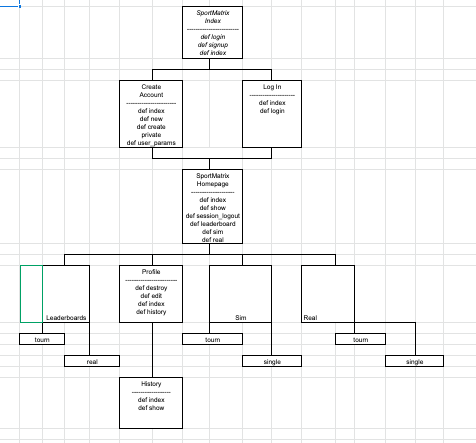 SportMatrix
Index
------------------------
def login
def signup
def index
Create
Account
-----------------------
def index
def new
def create
private
def user_params
Log In
-----------------------
def index
def login
SportMatrix
Homepage
--------------------
def index
def show
def session_logout
def leaderboard
def sim
def real
Leaderboards
Profile
------------------------
def destroy
def edit
def index
def history
Sim
Real
tourn
tourn
tourn
real
single
single
History
------------------
def index
def show